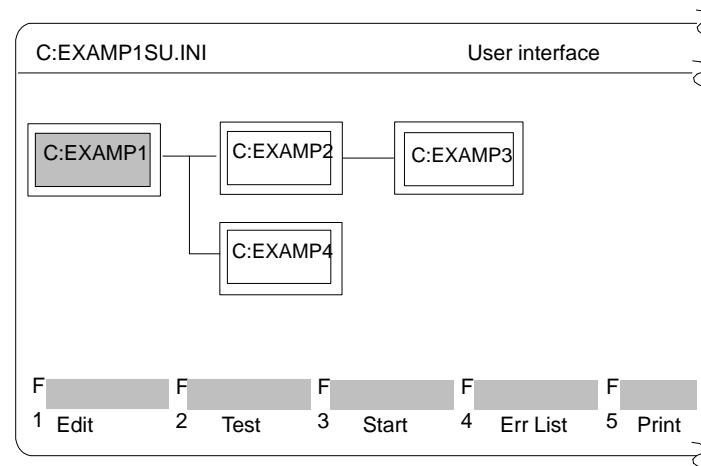 C:EXAMP1SU.INI User interface
C:EXAMP1 C:EXAMP2 C:EXAMP3
C:EXAMP4
F F F F F
1 Edit 2 Test 3 Start 4 Err List 5 Print